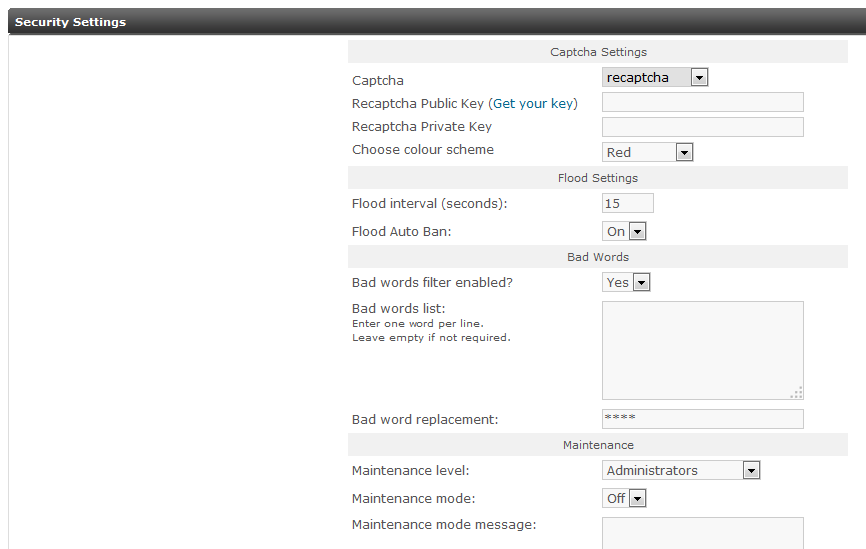 Security Settings
Captcha Settings
Captcha recaptcha
Recaptcha Public Key (Get your key)
Recaptcha Private Key
Choose colour scheme Red
Flood Settings
Flood interval (seconds): 15
Flood Auto Ban: On
Bad Words
Bad words filter enabled? Yes
Bad words list:
Enter one word per line.
Leave empty if not required.
Bad word replacement: ****
Maintenance
Maintenance level: Administrators
Maintenance mode: Off
Maintenance mode message: